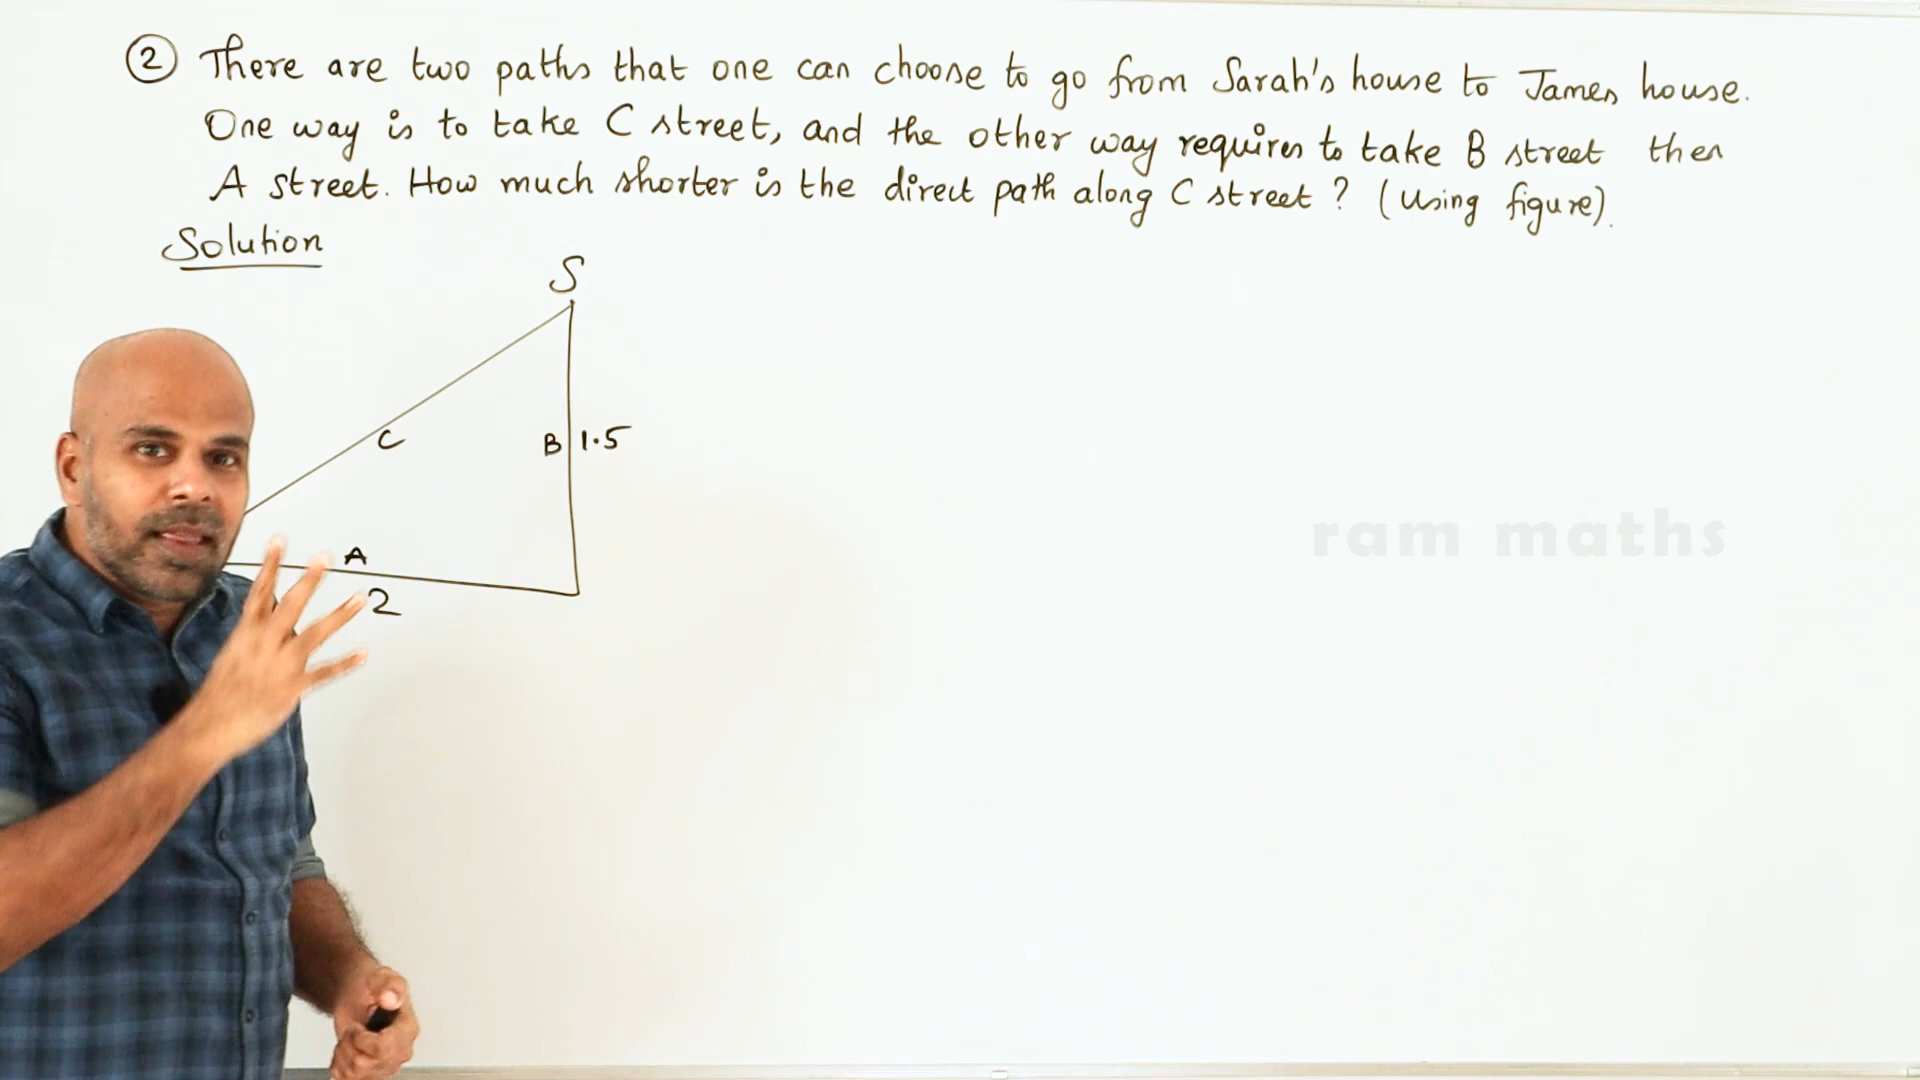 2 There are two paths that one can choose to go from Sarah's house to James house.
One way is to take C street, and the other way requires to take B street then
A street. How much shorter is the direct path along C street? (Using figure).
Solution
S
C
B 1.5
A
2
ram maths